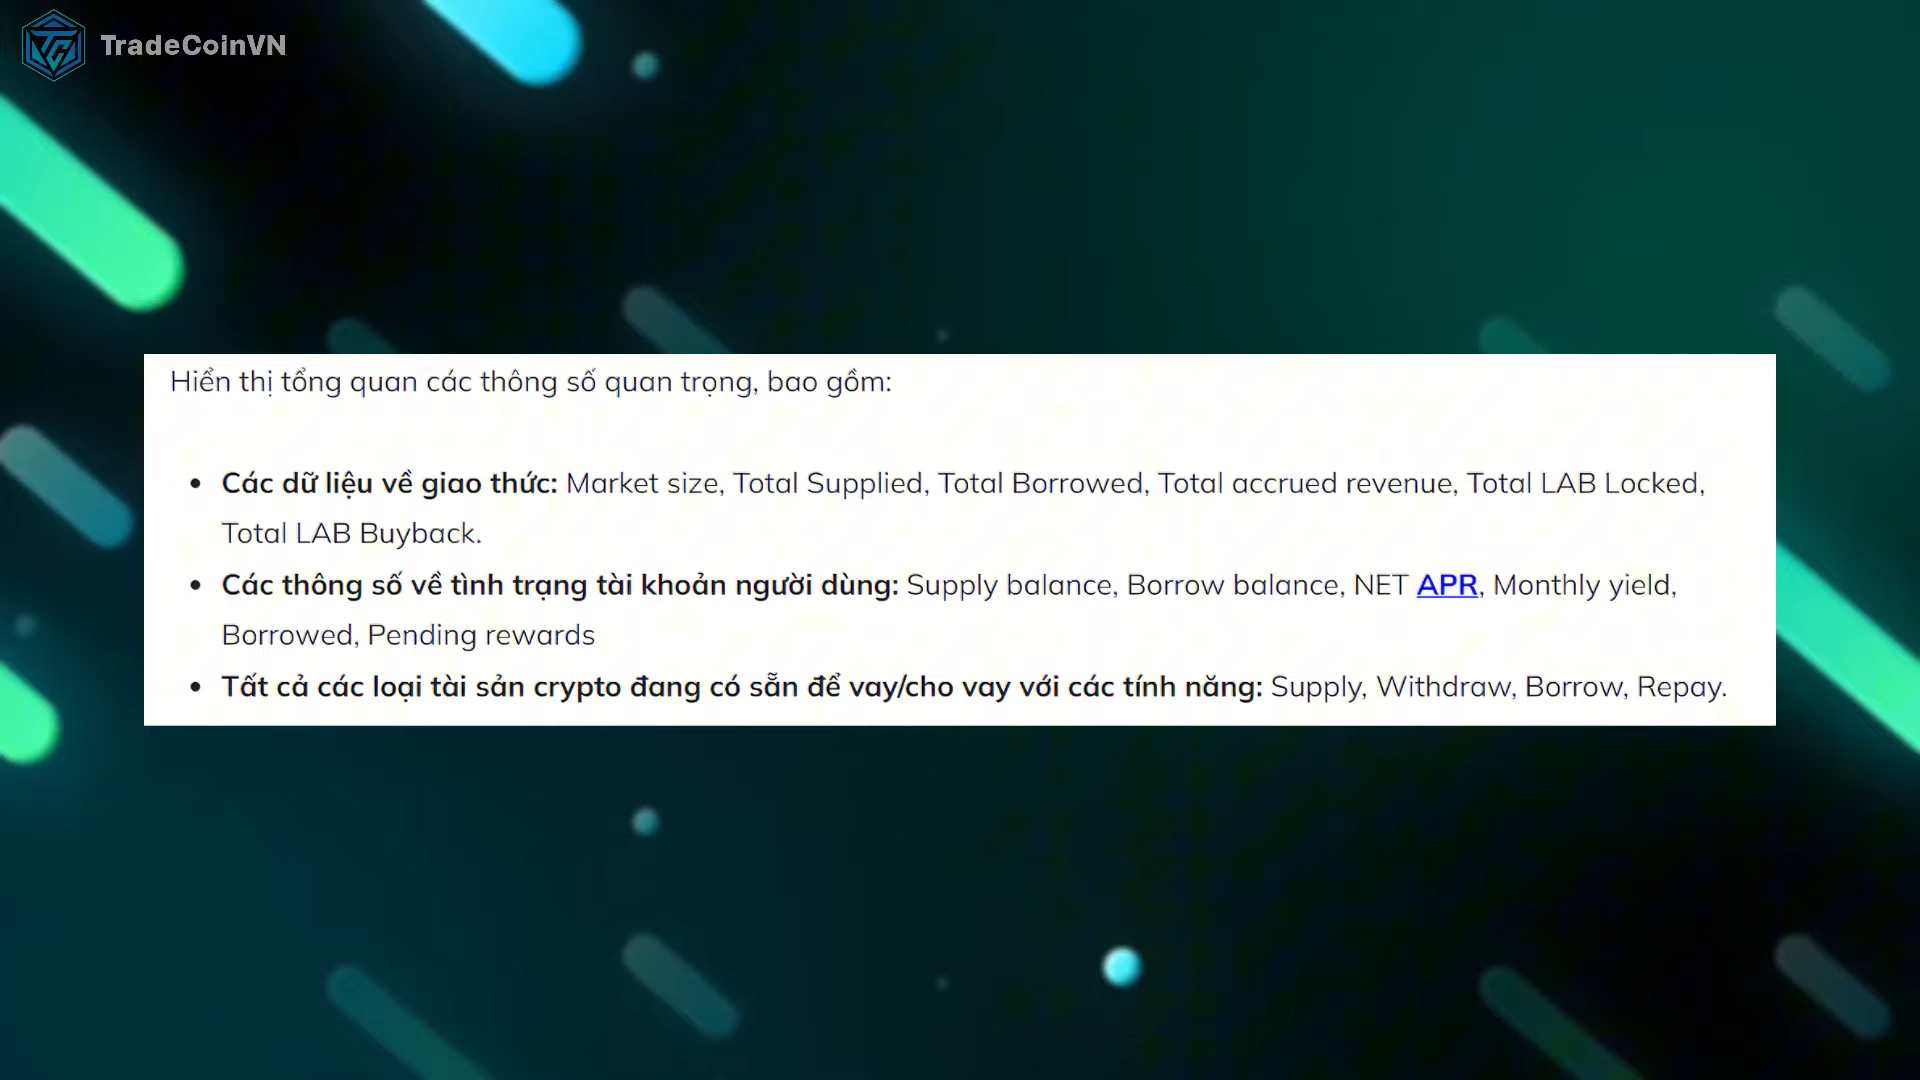 TradeCoinVN
Hiển thị tổng quan các thông số quan trọng, bao gồm:
• Các dữ liệu về giao thức: Market size, Total Supplied, Total Borrowed, Total accrued revenue, Total LAB Locked,
Total LAB Buyback.
• Các thông số về tình trạng tài khoản người dùng: Supply balance, Borrow balance, NET APR, Monthly yield,
Borrowed, Pending rewards
• Tất cả các loại tài sản crypto đang có sẵn để vay/cho vay với các tính năng: Supply, Withdraw, Borrow, Repay.